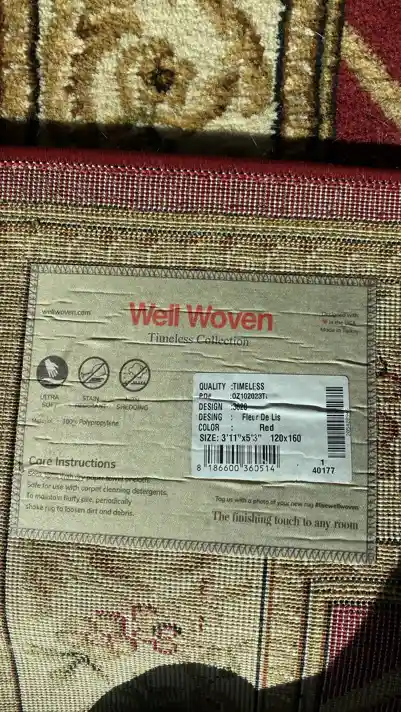 wellwoven.com
Well Woven
Timeless Collection
Designed with
in the USA
Made in Turkey
ULTRA
SOFT
STAIN
RESISTANT
NON
SHEDDING
Material: 100% Polypropylene
QUALITY :TIMELESS
:OZ102023T
DESIGN :3620
DESING : Fleur De Lis
COLOR : Red
SIZE: 3'11"x5'3" 120x160
8 186600 360514
1
40177
Care Instructions
Safe for use with carpet cleaning detergents.
To maintain fluffy pile, periodically
shake rug to loosen dirt and debris.
Tag us with a photo of your new rug #livewellwoven
The finishing touch to any room